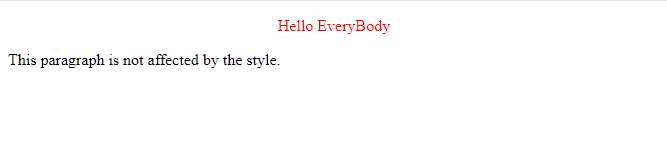 Hello EveryBody
This paragraph is not affected by the style.